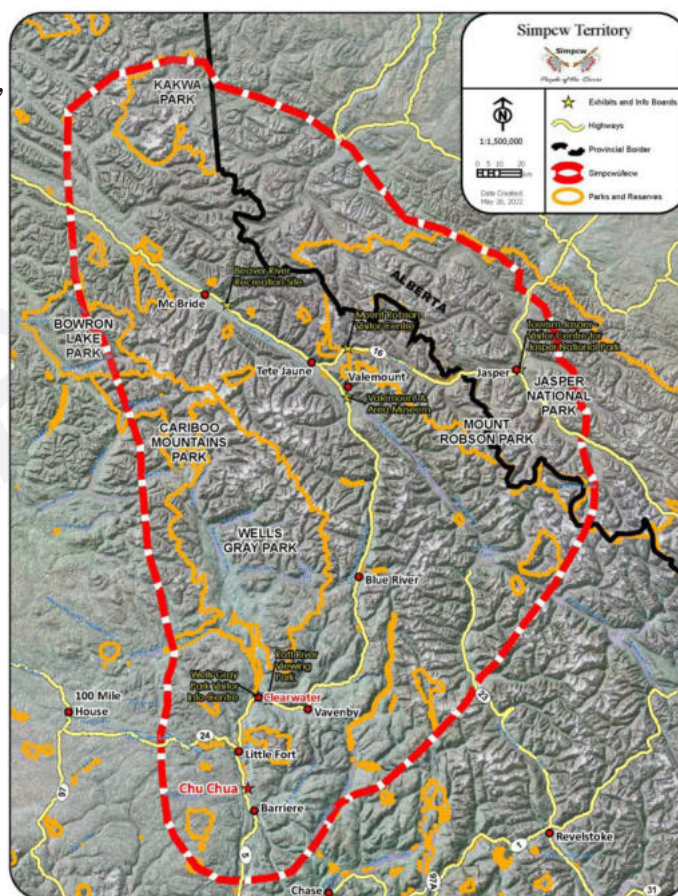 Simpcw Territory
Simpcw
People of the Rivers
N
1:1,500,000
0 5 10 20
km
Date Created:
May 26, 2022
Exhibits and Info Boards
Highways
Provincial Border
Simpcwúlecw
Parks and Reserves
KAKWA
PARK
ALBERTA
Beaver River
Recreation Site
Mc Bride
BOWRON
LAKE
PARK
Mount Robson
Visitor Centre
16
Tete Jaune
Valemount
Valemount &
Area Museum
Tourism Jasper
Visitor Centre for
Jasper National Park
Jasper
JASPER
NATIONAL
PARK
MOUNT
ROBSON PARK
CARIBOO
MOUNTAINS
PARK
WELLS
GRAY PARK
Blue River
Raft River
Viewing
Park
Wells Gray
Park Visitor
Info Centre
Clearwater
Vavenby
100 Mile
House
24
23
Little Fort
97
Chu Chua
Barriere
5
Revelstoke
1
97A
Chase
31